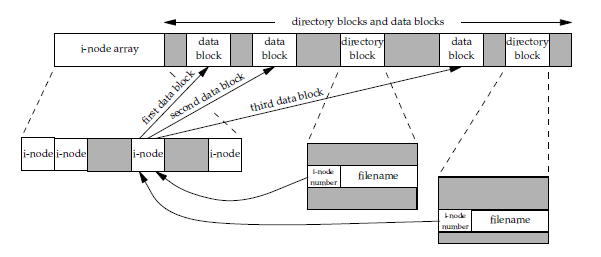 directory blocks and data blocks
i-node array
data
block
data
block
directory
block
data
block
directory
block
first data block
second data block
third data block
i-node
i-node
i-node
i-node
i-node
number
filename
i-node
number
filename